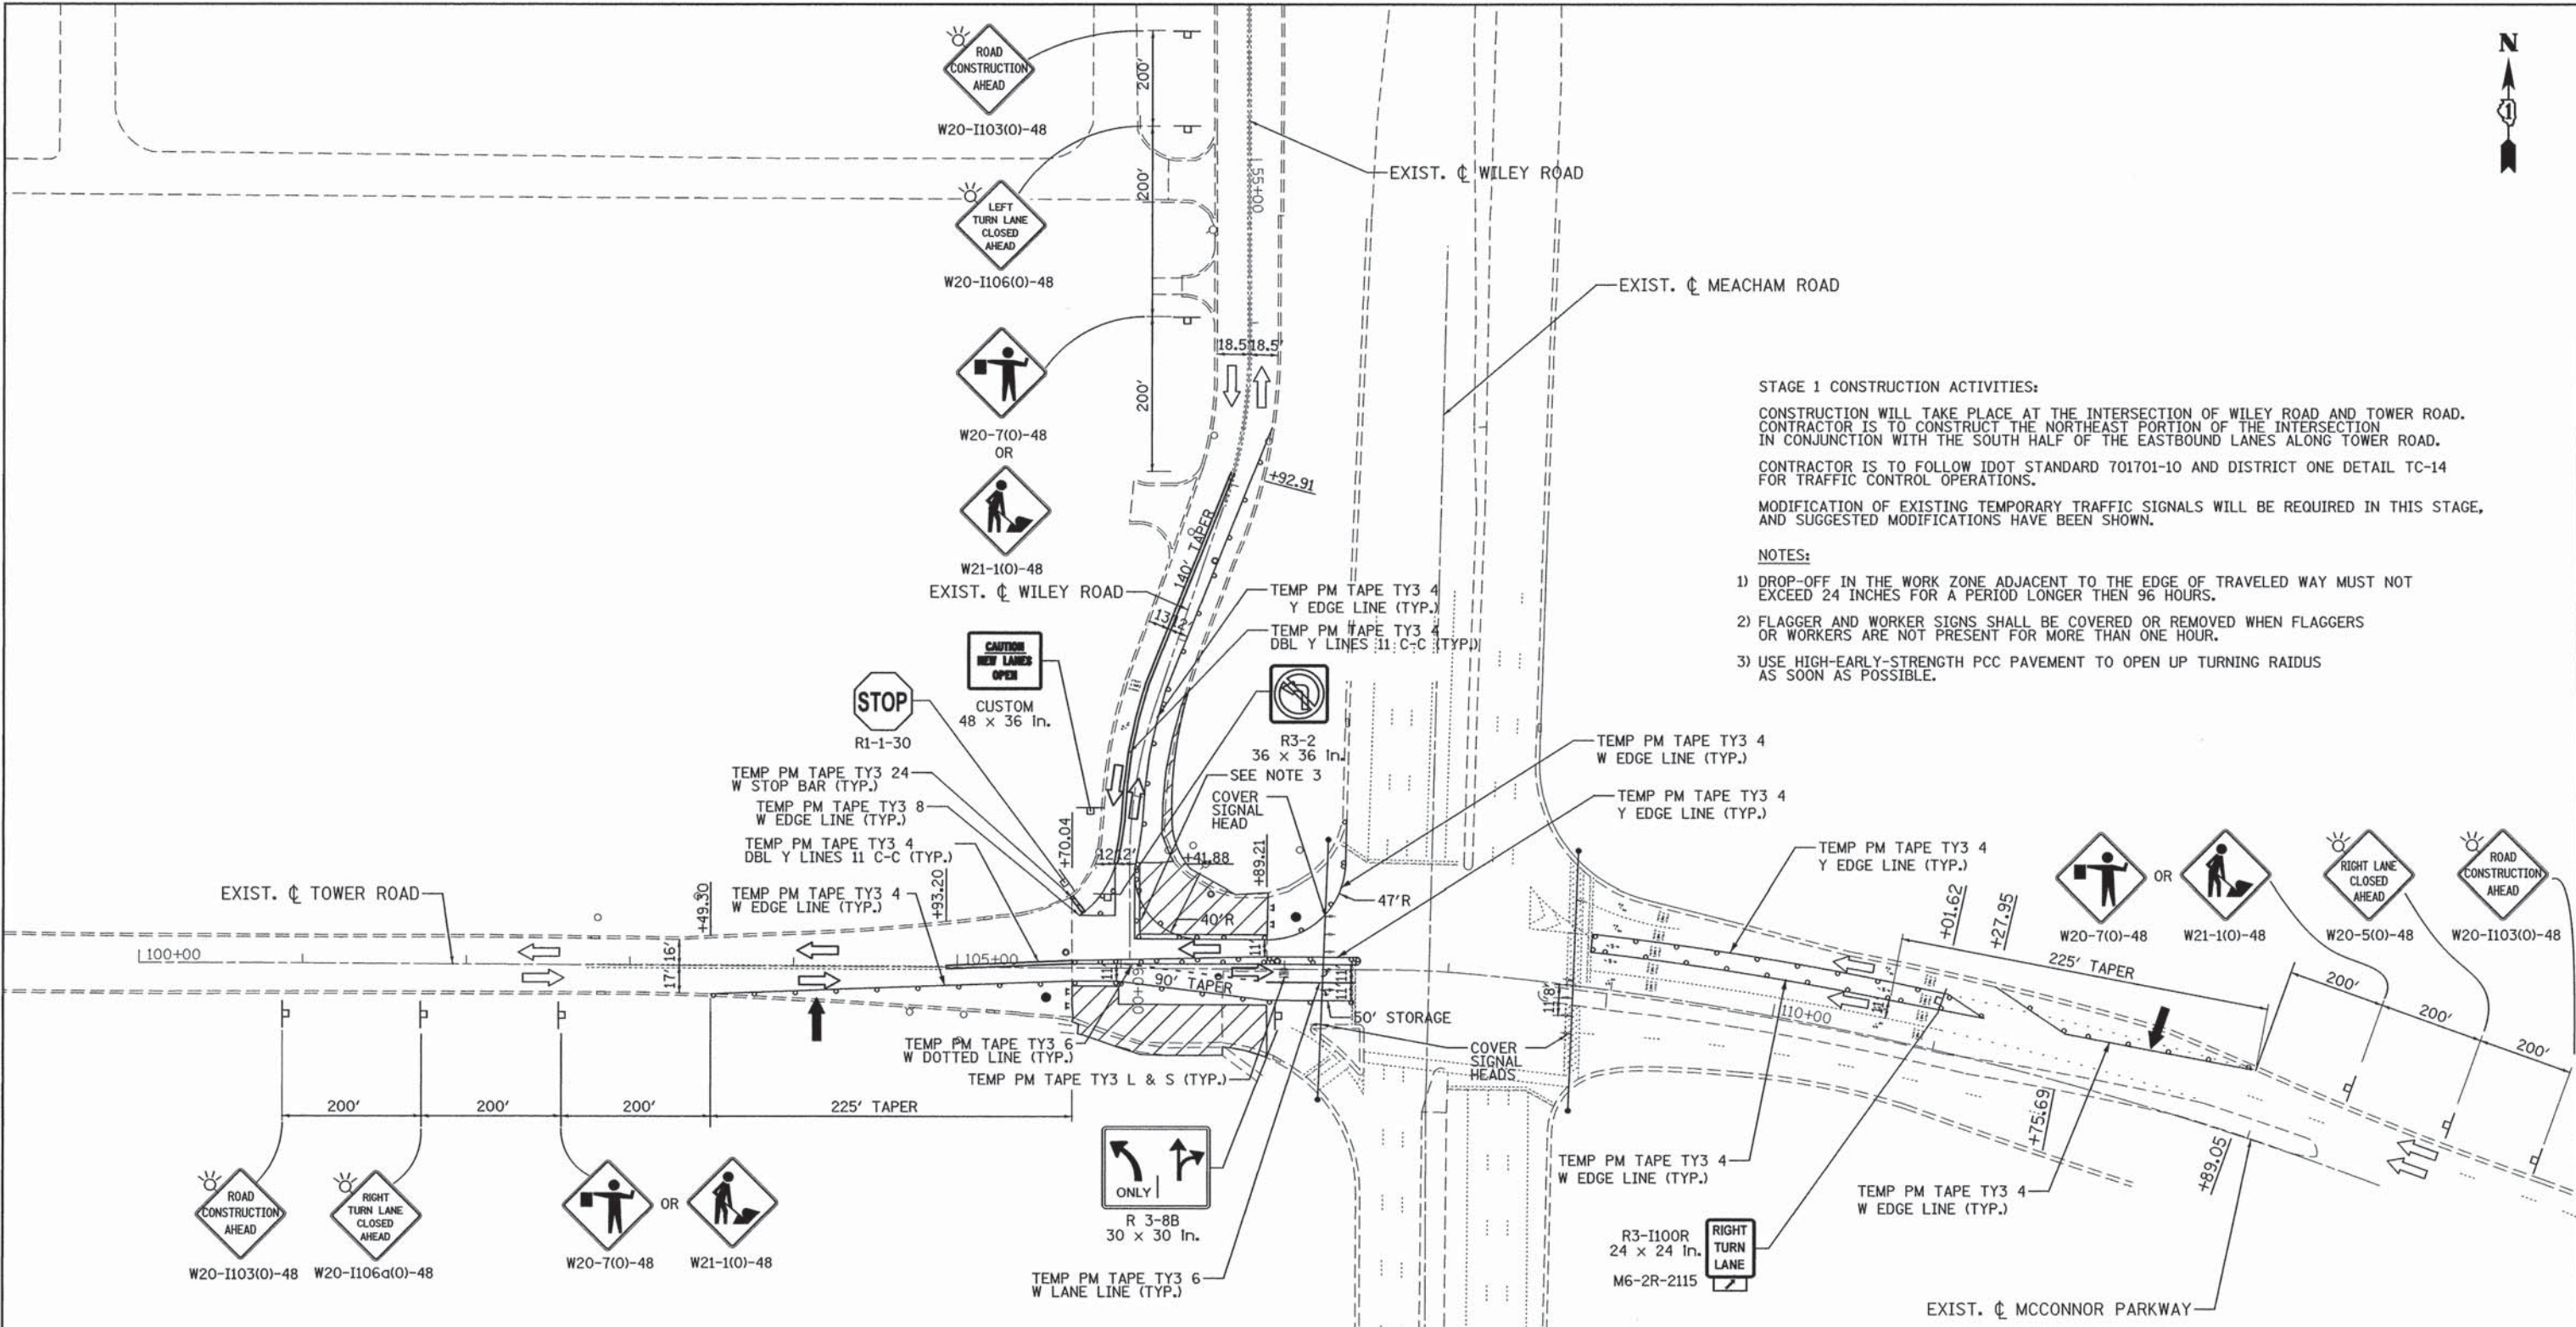 N
1
ROAD
CONSTRUCTION
AHEAD
W20-I103(O)-48
200'
EXIST. ℄ WILEY ROAD
155+00
LEFT
TURN LANE
CLOSED
AHEAD
W20-I106(O)-48
200'
EXIST. ℄ MEACHAM ROAD
18.5'
18.5'
W20-7(O)-48
OR
200'
W21-1(O)-48
STAGE 1 CONSTRUCTION ACTIVITIES:
CONSTRUCTION WILL TAKE PLACE AT THE INTERSECTION OF WILEY ROAD AND TOWER ROAD.
CONTRACTOR IS TO CONSTRUCT THE NORTHEAST PORTION OF THE INTERSECTION
IN CONJUNCTION WITH THE SOUTH HALF OF THE EASTBOUND LANES ALONG TOWER ROAD.
CONTRACTOR IS TO FOLLOW IDOT STANDARD 701701-10 AND DISTRICT ONE DETAIL TC-14
FOR TRAFFIC CONTROL OPERATIONS.
MODIFICATION OF EXISTING TEMPORARY TRAFFIC SIGNALS WILL BE REQUIRED IN THIS STAGE,
AND SUGGESTED MODIFICATIONS HAVE BEEN SHOWN.
NOTES:
1) DROP-OFF IN THE WORK ZONE ADJACENT TO THE EDGE OF TRAVELED WAY MUST NOT
EXCEED 24 INCHES FOR A PERIOD LONGER THEN 96 HOURS.
2) FLAGGER AND WORKER SIGNS SHALL BE COVERED OR REMOVED WHEN FLAGGERS
OR WORKERS ARE NOT PRESENT FOR MORE THAN ONE HOUR.
3) USE HIGH-EARLY-STRENGTH PCC PAVEMENT TO OPEN UP TURNING RAIDUS
AS SOON AS POSSIBLE.
+92.91
140' TAPER
EXIST. ℄ WILEY ROAD
13'
12'
TEMP PM TAPE TY3 4
Y EDGE LINE (TYP.)
TEMP PM TAPE TY3 4
DBL Y LINES 11 C-C (TYP.)
CAUTION
NEW LANES
OPEN
CUSTOM
48 x 36 In.
STOP
R1-1-30
R3-2
36 x 36 In.
SEE NOTE 3
COVER
SIGNAL
HEAD
TEMP PM TAPE TY3 24
W STOP BAR (TYP.)
TEMP PM TAPE TY3 8
W EDGE LINE (TYP.)
TEMP PM TAPE TY3 4
DBL Y LINES 11 C-C (TYP.)
TEMP PM TAPE TY3 4
W EDGE LINE (TYP.)
TEMP PM TAPE TY3 4
W EDGE LINE (TYP.)
TEMP PM TAPE TY3 4
Y EDGE LINE (TYP.)
TEMP PM TAPE TY3 4
Y EDGE LINE (TYP.)
+70.04
12'
12'
+41.88
+89.21
+49.30
+93.20
47'R
40'R
EXIST. ℄ TOWER ROAD
100+00
105+00
17'
16'
11'
11'
90' TAPER
11'
11'
60+00
50' STORAGE
11'
8'
110+00
11'
+01.62
+27.95
225' TAPER
W20-7(O)-48
OR
W21-1(O)-48
RIGHT LANE
CLOSED
AHEAD
W20-5(O)-48
ROAD
CONSTRUCTION
AHEAD
W20-I103(O)-48
200'
200'
200'
TEMP PM TAPE TY3 6
W DOTTED LINE (TYP.)
TEMP PM TAPE TY3 L & S (TYP.)
COVER
SIGNAL
HEADS
200'
200'
200'
225' TAPER
+75.69
+89.05
ROAD
CONSTRUCTION
AHEAD
W20-I103(O)-48
RIGHT
TURN LANE
CLOSED
AHEAD
W20-I106a(O)-48
W20-7(O)-48
OR
W21-1(O)-48
ONLY
R 3-8B
30 x 30 In.
TEMP PM TAPE TY3 6
W LANE LINE (TYP.)
TEMP PM TAPE TY3 4
W EDGE LINE (TYP.)
TEMP PM TAPE TY3 4
W EDGE LINE (TYP.)
R3-I100R
24 x 24 In.
M6-2R-2115
RIGHT
TURN
LANE
EXIST. ℄ MCCONNOR PARKWAY